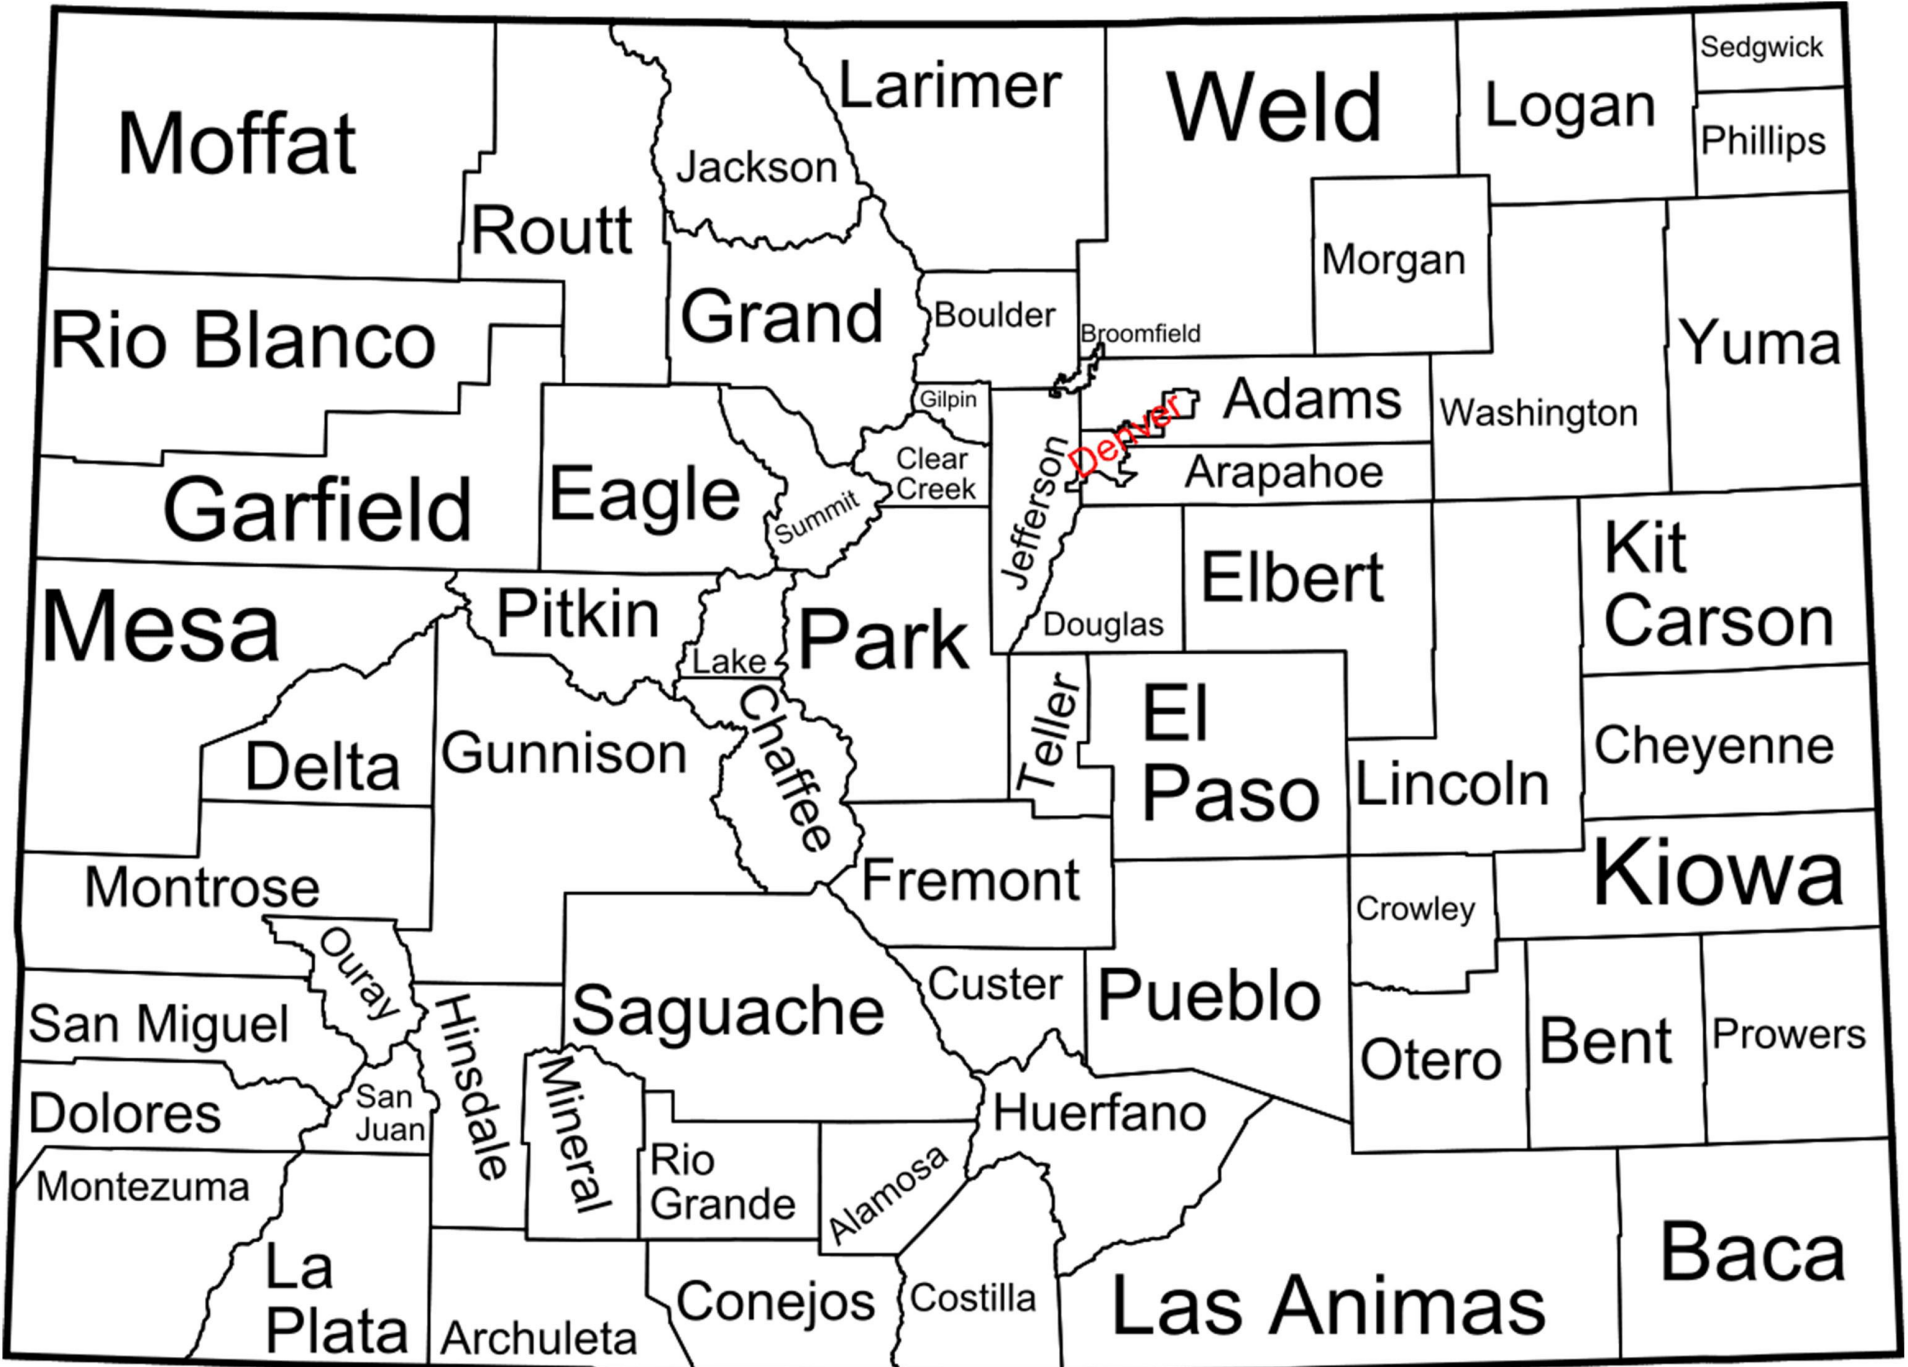 Moffat
Routt
Jackson
Larimer
Weld
Logan
Sedgwick
Phillips
Morgan
Rio Blanco
Grand
Boulder
Broomfield
Yuma
Washington
Garfield
Eagle
Summit
Gilpin
Clear
Creek
Jefferson
Denver
Adams
Arapahoe
Mesa
Pitkin
Lake
Park
Douglas
Elbert
Kit
Carson
Delta
Gunnison
Chaffee
Teller
El
Paso
Lincoln
Cheyenne
Montrose
Fremont
Crowley
Kiowa
Ouray
San Miguel
Hinsdale
Saguache
Custer
Pueblo
Otero
Bent
Prowers
Dolores
San
Juan
Mineral
Rio
Grande
Alamosa
Huerfano
Montezuma
La
Plata
Archuleta
Conejos
Costilla
Las Animas
Baca